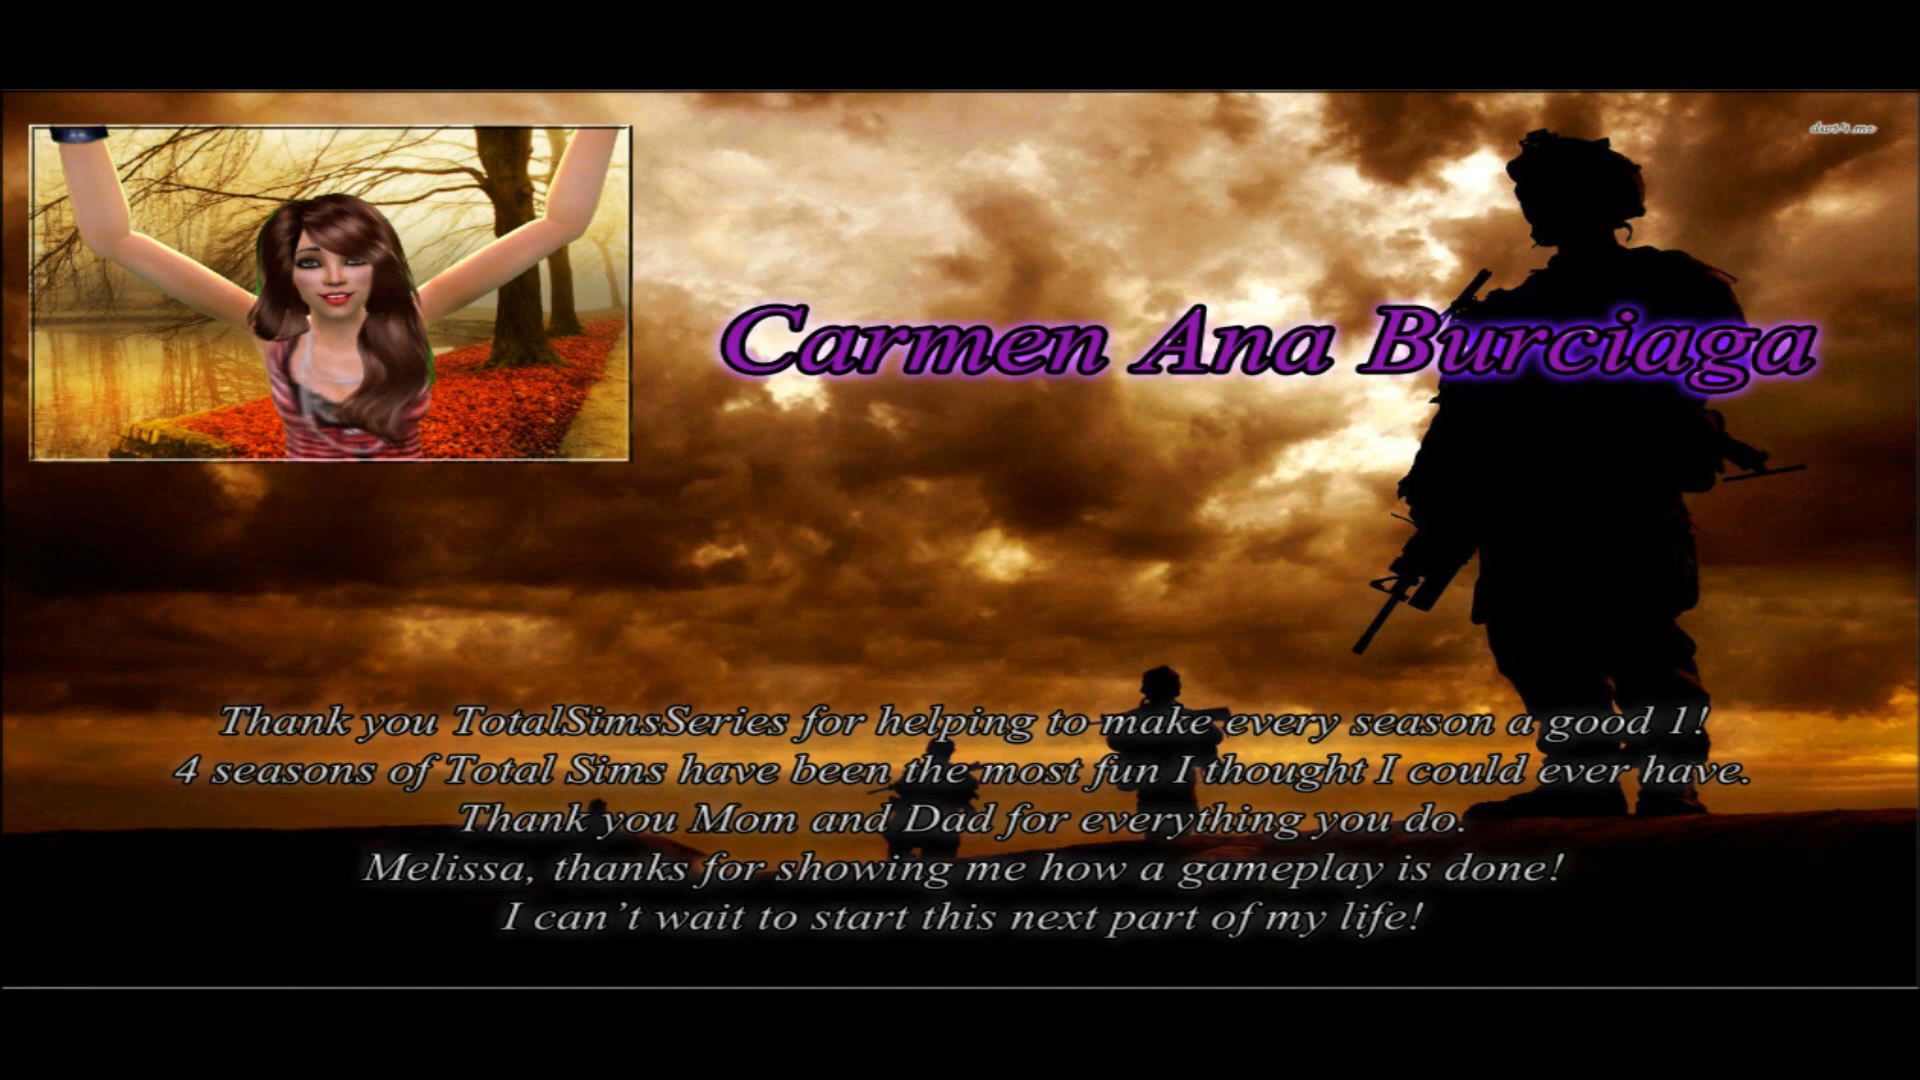 Carmen Ana Burciaga
Thank you TotalSimsSeries for helping to make every season a good 1!
4 seasons of Total Sims have been the most fun I thought I could ever have.
Thank you Mom and Dad for everything you do.
Melissa, thanks for showing me how a gameplay is done!
I can’t wait to start this next part of my life!